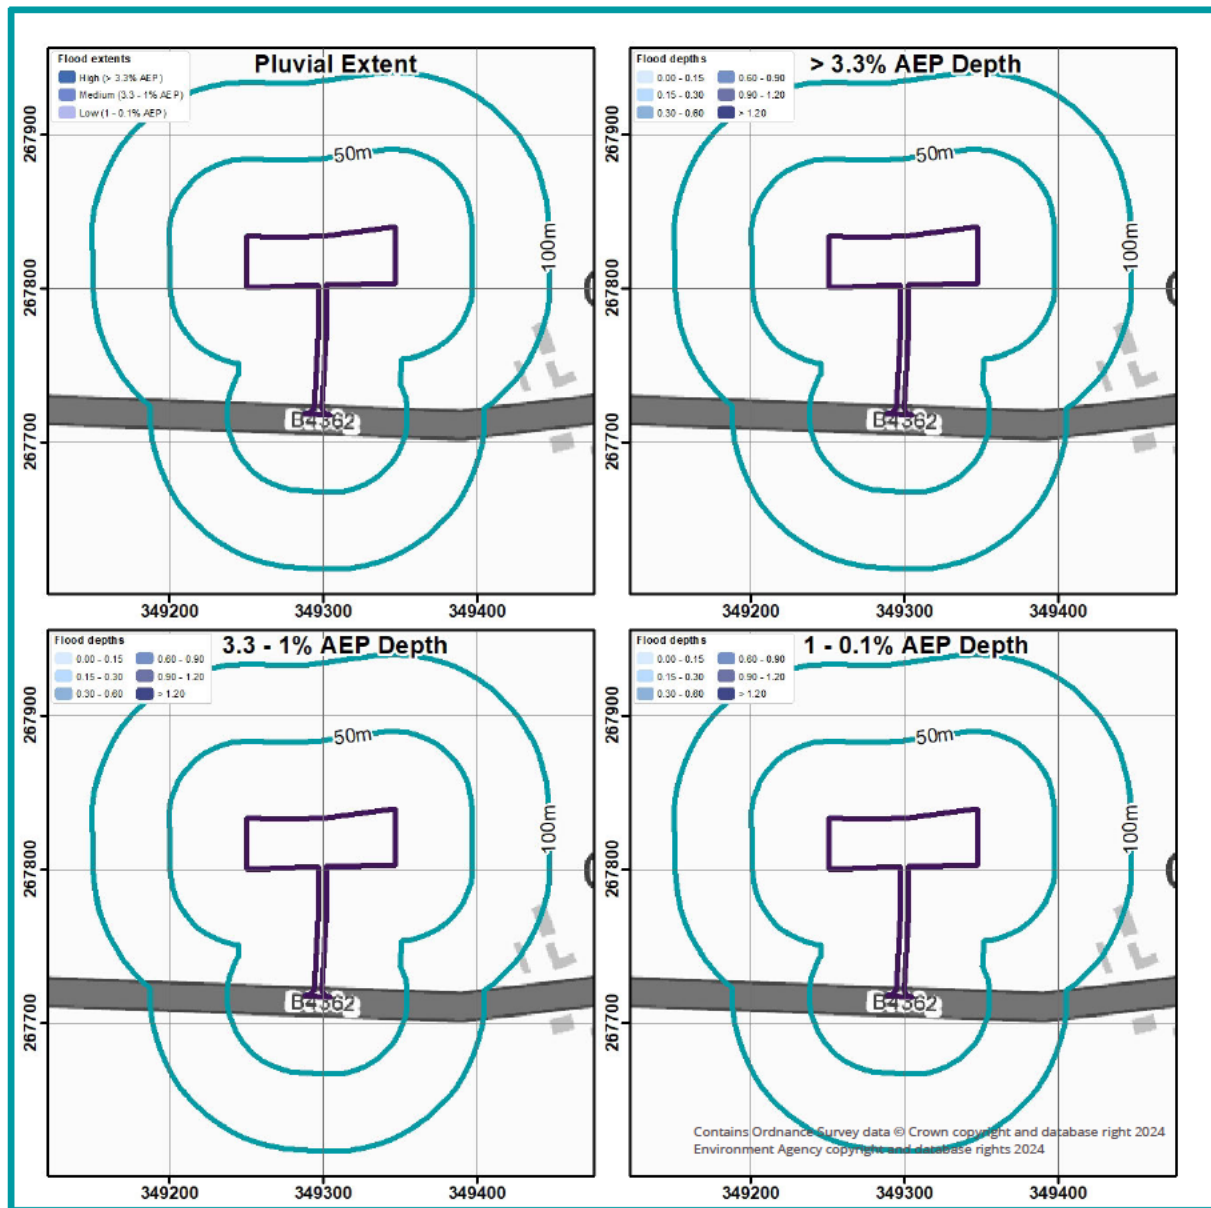 Pluvial Extent
Flood extents
High (> 3.3% AEP)
Medium (3.3 - 1% AEP)
Low (1 - 0.1% AEP)
50m
100m
B4362
267900
267800
267700
349200 349300 349400
> 3.3% AEP Depth
Flood depths
0.00 - 0.15 0.60 - 0.90
0.15 - 0.30 0.90 - 1.20
0.30 - 0.60 > 1.20
50m
100m
B4362
267900
267800
267700
349200 349300 349400
3.3 - 1% AEP Depth
Flood depths
0.00 - 0.15 0.60 - 0.90
0.15 - 0.30 0.90 - 1.20
0.30 - 0.60 > 1.20
50m
100m
B4362
267900
267800
267700
349200 349300 349400
1 - 0.1% AEP Depth
Flood depths
0.00 - 0.15 0.60 - 0.90
0.15 - 0.30 0.90 - 1.20
0.30 - 0.60 > 1.20
50m
100m
B4362
267900
267800
267700
Contains Ordnance Survey data © Crown copyright and database right 2024
Environment Agency copyright and database rights 2024
349200 349300 349400